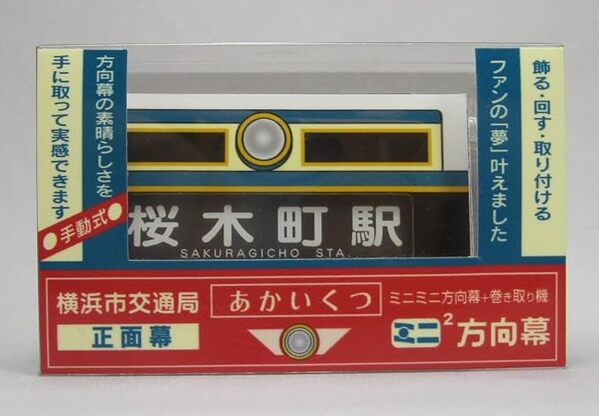 飾る・回す・取り付ける
ファンの「夢」叶えました
方向幕の素晴らしさを
手に取って実感できます
●手動式●
桜木町駅
SAKURAGICHO STA.
横浜市交通局
あかいくつ
ミニミニ方向幕+巻き取り機
正面幕
ミニ²方向幕